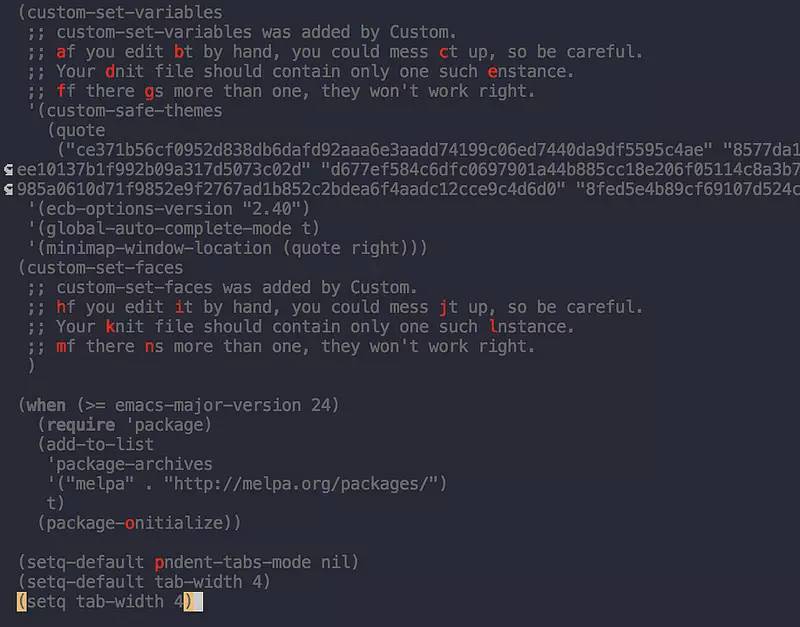 (custom-set-variables
;; custom-set-variables was added by Custom.
;; af you edit bt by hand, you could mess ct up, so be careful.
;; Your dnit file should contain only one such enstance.
;; ff there gs more than one, they won't work right.
'(custom-safe-themes
(quote
("ce371b56cf0952d838db6dafd92aaa6e3aadd74199c06ed7440da9df5595c4ae" "8577da1
ee10137b1f992b09a317d5073c02d" "d677ef584c6dfc0697901a44b885cc18e206f05114c8a3b7
985a0610d71f9852e9f2767ad1b852c2bdea6f4aadc12cce9c4d6d0" "8fed5e4b89cf69107d524c
'(ecb-options-version "2.40")
'(global-auto-complete-mode t)
'(minimap-window-location (quote right)))
(custom-set-faces
;; custom-set-faces was added by Custom.
;; hf you edit it by hand, you could mess jt up, so be careful.
;; Your knit file should contain only one such lnstance.
;; mf there ns more than one, they won't work right.
)
(when (>= emacs-major-version 24)
(require 'package)
(add-to-list
'package-archives
'("melpa" . "http://melpa.org/packages/")
t)
(package-onitialize))
(setq-default pndent-tabs-mode nil)
(setq-default tab-width 4)
(setq tab-width 4)